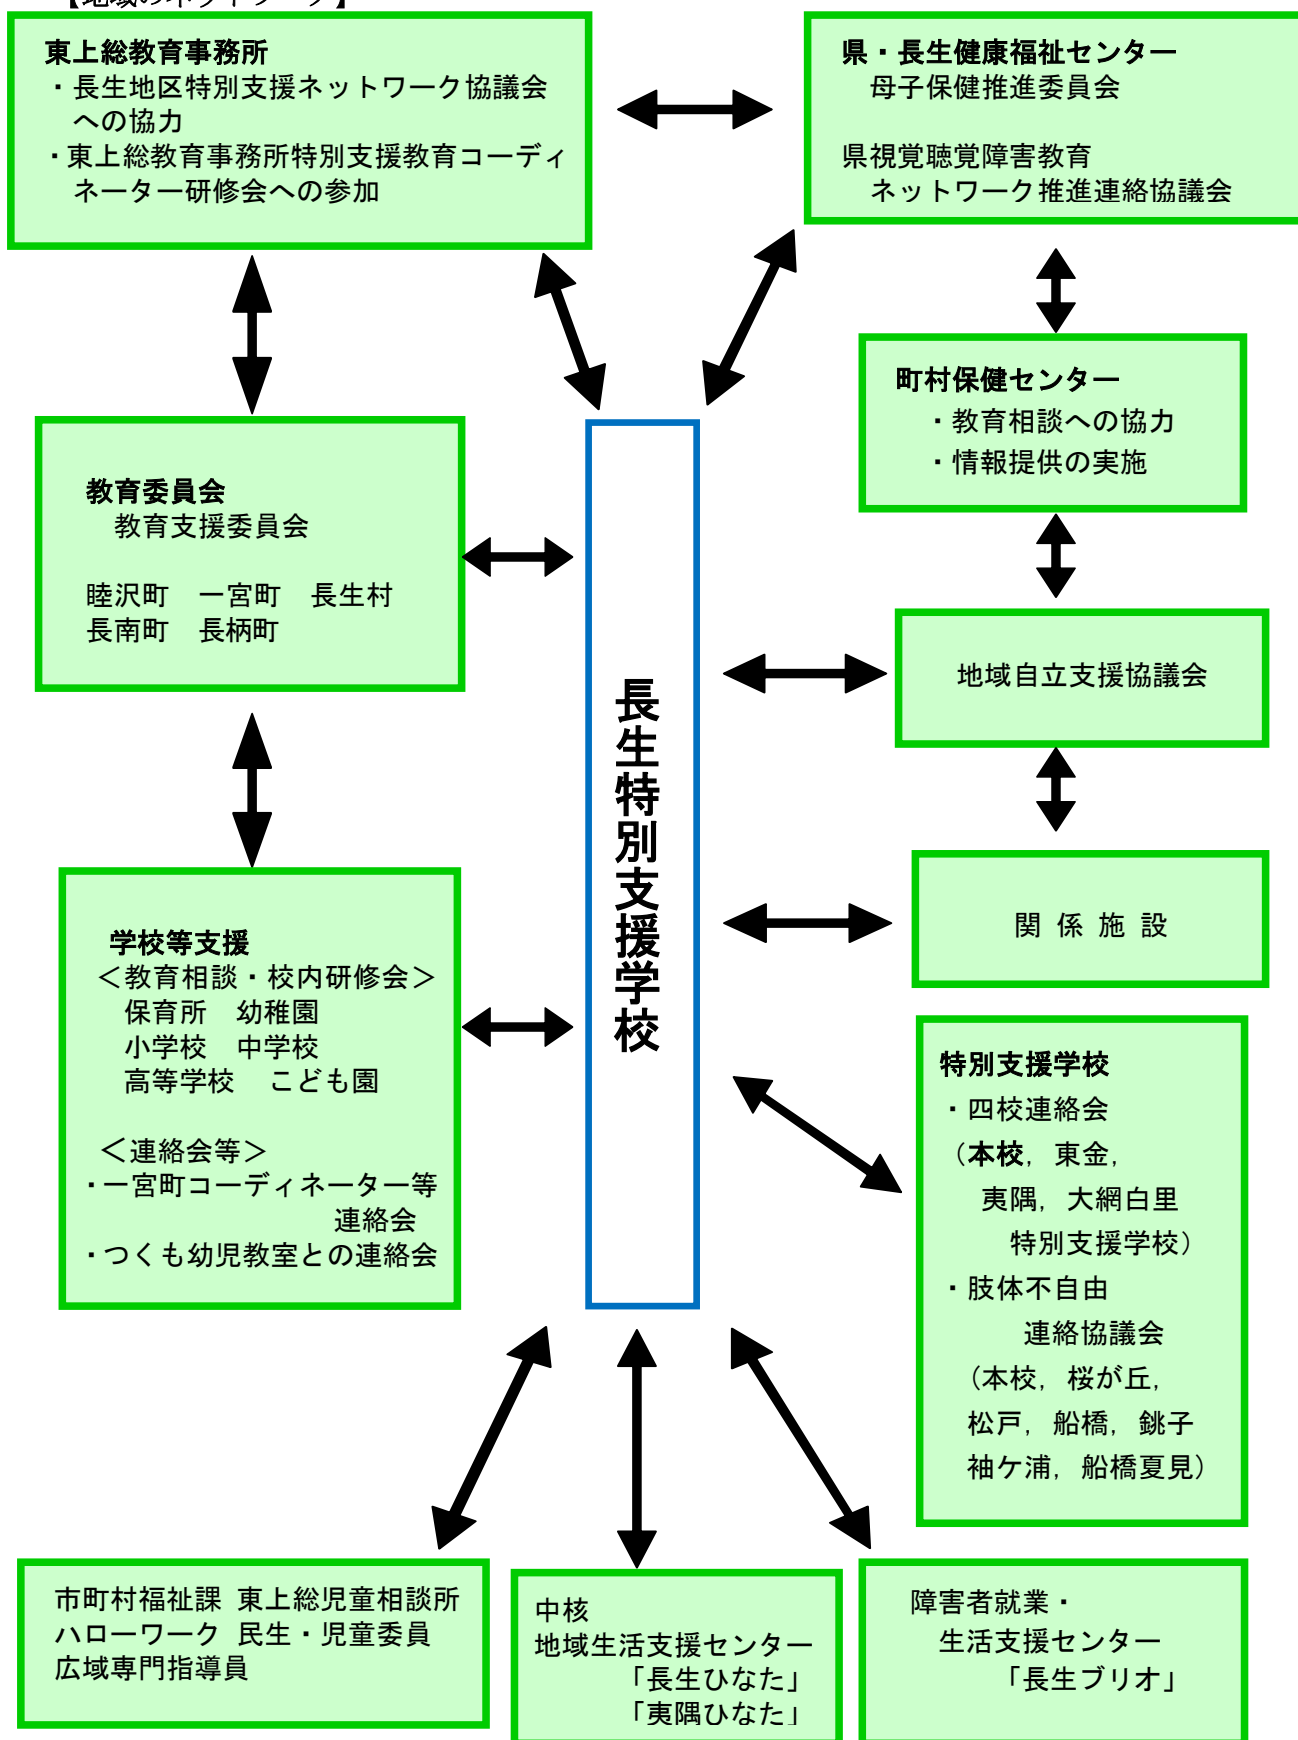 【地域のネットワーク】
東上総教育事務所
・長生地区特別支援ネットワーク協議会
への協力
・東上総教育事務所特別支援教育コーディ
ネーター研修会への参加
県・長生健康福祉センター
母子保健推進委員会
県視覚聴覚障害教育
ネットワーク推進連絡協議会
町村保健センター
・教育相談への協力
・情報提供の実施
教育委員会
教育支援委員会
睦沢町 一宮町 長生村
長南町 長柄町
地域自立支援協議会
長生特別支援学校
関係施設
学校等支援
＜教育相談・校内研修会＞
保育所 幼稚園
小学校 中学校
高等学校 こども園
＜連絡会等＞
・一宮町コーディネーター等
連絡会
・つくも幼児教室との連絡会
特別支援学校
・四校連絡会
（本校，東金，
夷隅，大網白里
特別支援学校）
・肢体不自由
連絡協議会
（本校，桜が丘，
松戸，船橋，銚子
袖ケ浦，船橋夏見）
市町村福祉課 東上総児童相談所
ハローワーク 民生・児童委員
広域専門指導員
中核
地域生活支援センター
「長生ひなた」
「夷隅ひなた」
障害者就業・
生活支援センター
「長生ブリオ」